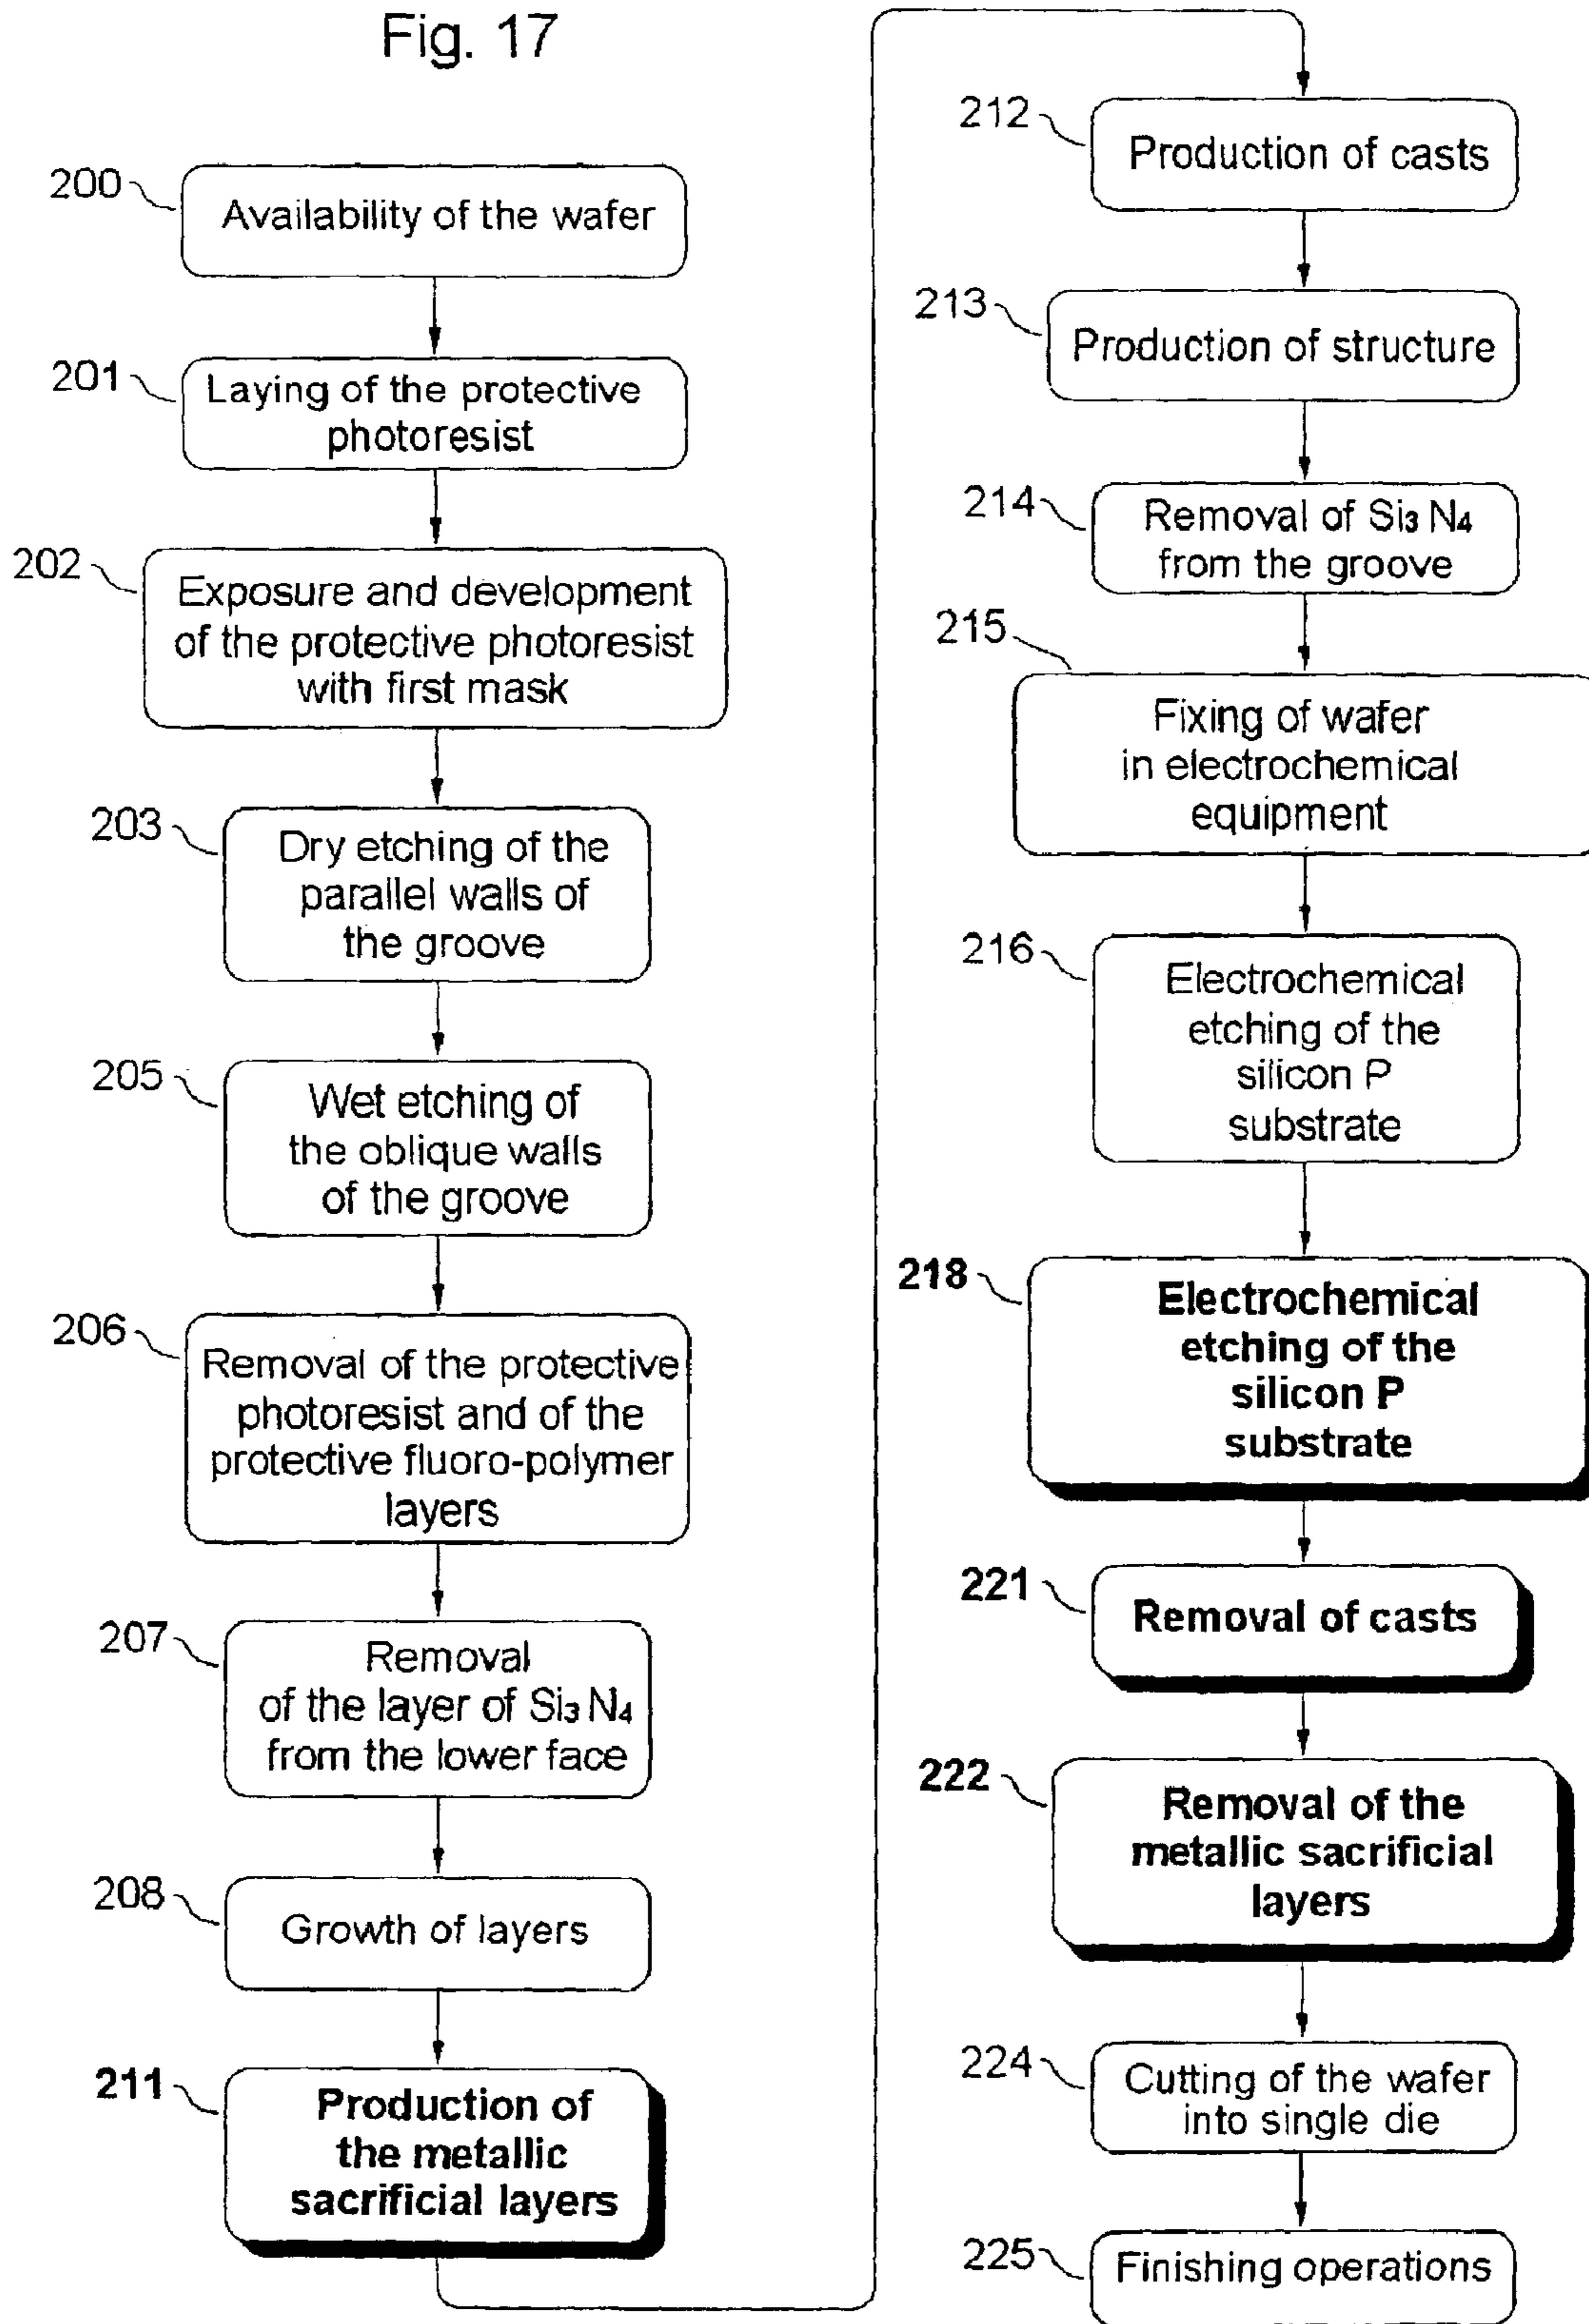 Fig. 17
200
Availability of the wafer
201
Laying of the protective
photoresist
202
Exposure and development
of the protective photoresist
with first mask
203
Dry etching of the
parallel walls of
the groove
205
Wet etching of
the oblique walls
of the groove
206
Removal of the protective
photoresist and of the
protective fluoro-polymer
layers
207
Removal
of the layer of Si₃ N₄
from the lower face
208
Growth of layers
211
Production of
the metallic
sacrificial layers
212
Production of casts
213
Production of structure
214
Removal of Si₃ N₄
from the groove
215
Fixing of wafer
in electrochemical
equipment
216
Electrochemical
etching of the
silicon P
substrate
218
Electrochemical
etching of the
silicon P
substrate
221
Removal of casts
222
Removal of the
metallic sacrificial
layers
224
Cutting of the wafer
into single die
225
Finishing operations